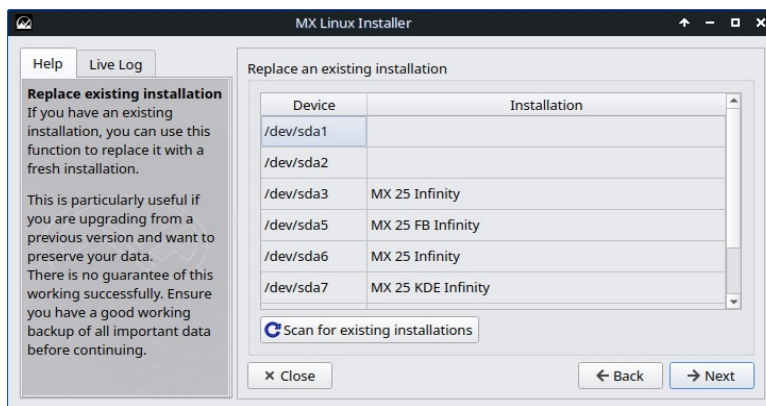 MX Linux Installer
Help
Live Log
Replace existing installation
If you have an existing
installation, you can use this
function to replace it with a
fresh installation.
This is particularly useful if
you are upgrading from a
previous version and want to
preserve your data.
There is no guarantee of this
working successfully. Ensure
you have a good working
backup of all important data
before continuing.
Replace an existing installation
Device Installation
/dev/sda1
/dev/sda2
/dev/sda3 MX 25 Infinity
/dev/sda5 MX 25 FB Infinity
/dev/sda6 MX 25 Infinity
/dev/sda7 MX 25 KDE Infinity
Scan for existing installations
Close
Back
Next